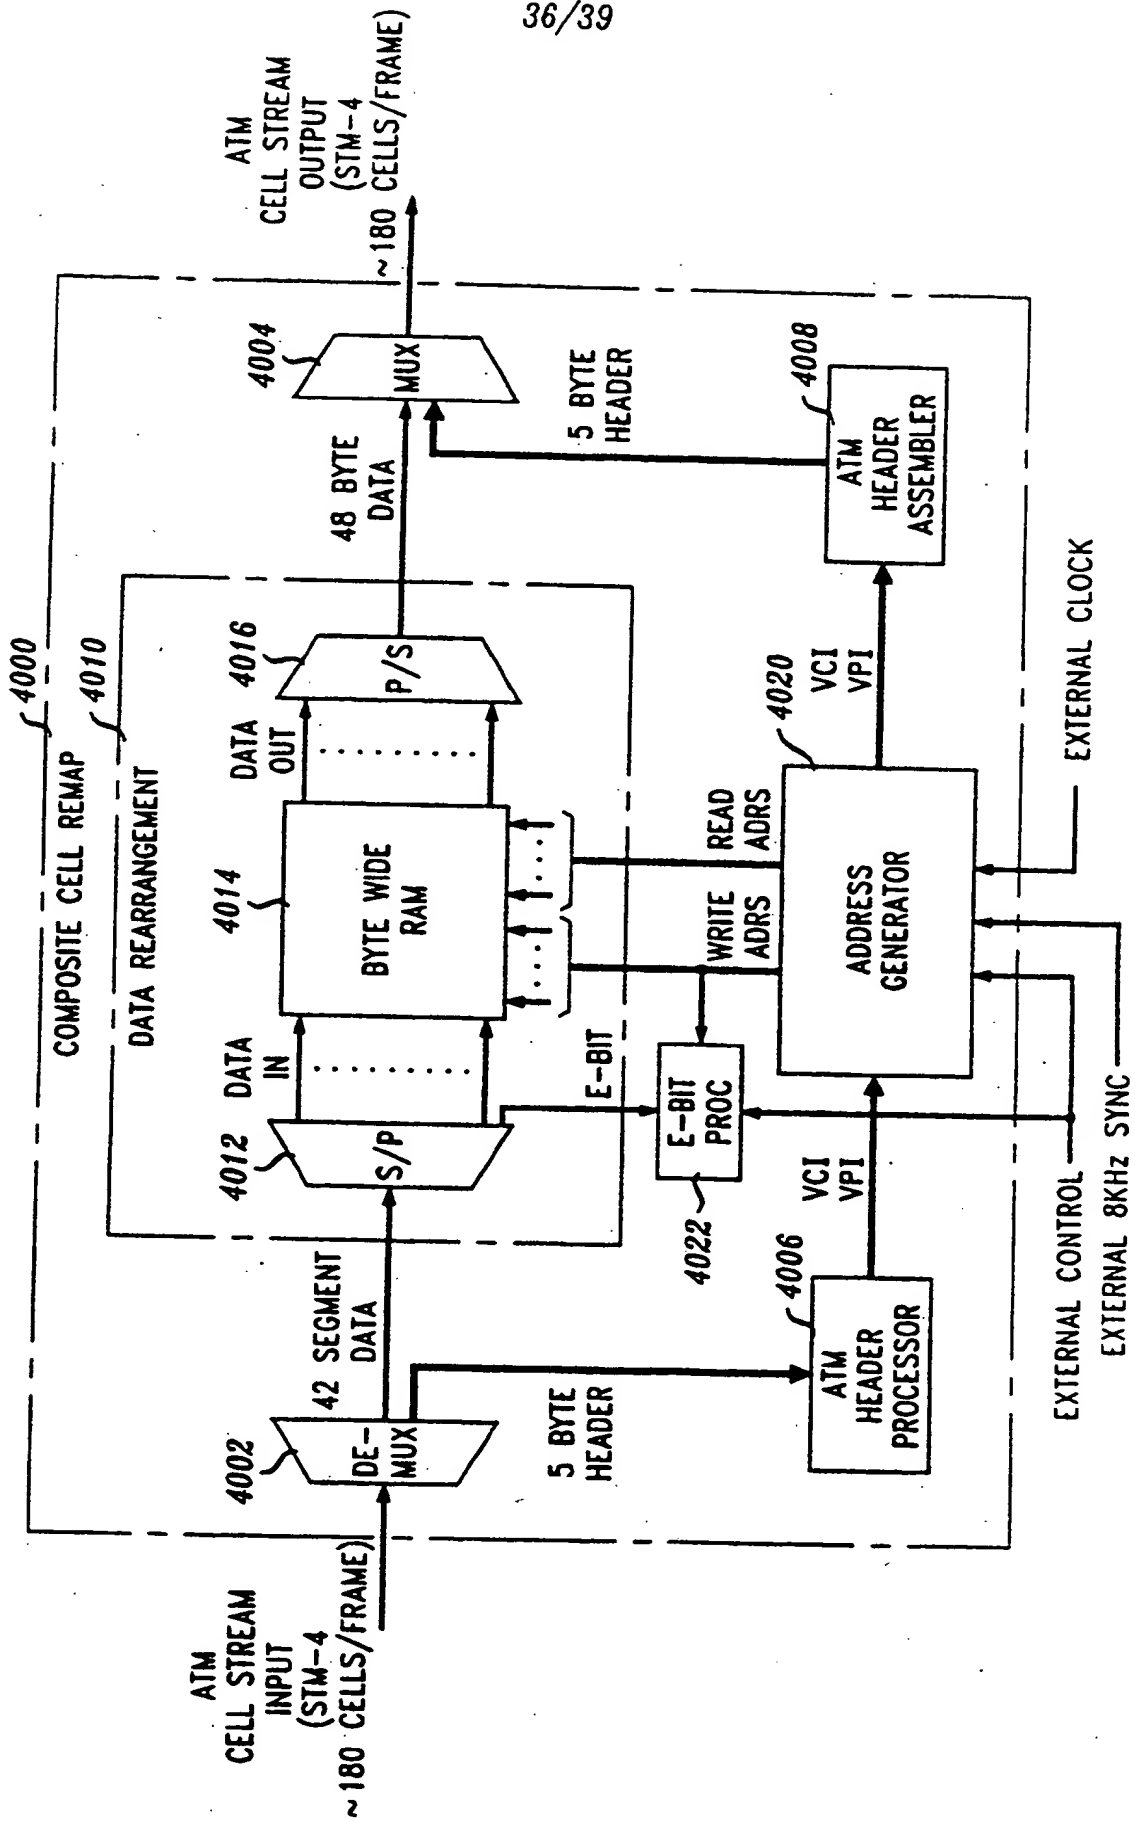 36/39
ATM
CELL STREAM
OUTPUT
(STM-4
~180 CELLS/FRAME)
4000
COMPOSITE CELL REMAP
4010
DATA REARRANGEMENT
4004
MUX
48 BYTE
DATA
5 BYTE
HEADER
4008
ATM
HEADER
ASSEMBLER
4016
P/S
DATA
OUT
4014
BYTE WIDE
RAM
DATA
IN
4012
S/P
E-BIT
READ
ADRS
WRITE
ADRS
4020
ADDRESS
GENERATOR
VCI
VPI
E-BIT
PROC
4022
VCI
VPI
4006
ATM
HEADER
PROCESSOR
42 SEGMENT
DATA
5 BYTE
HEADER
4002
DE-
MUX
ATM
CELL STREAM
INPUT
(STM-4
~180 CELLS/FRAME)
EXTERNAL CLOCK
EXTERNAL CONTROL
EXTERNAL 8KHz SYNC